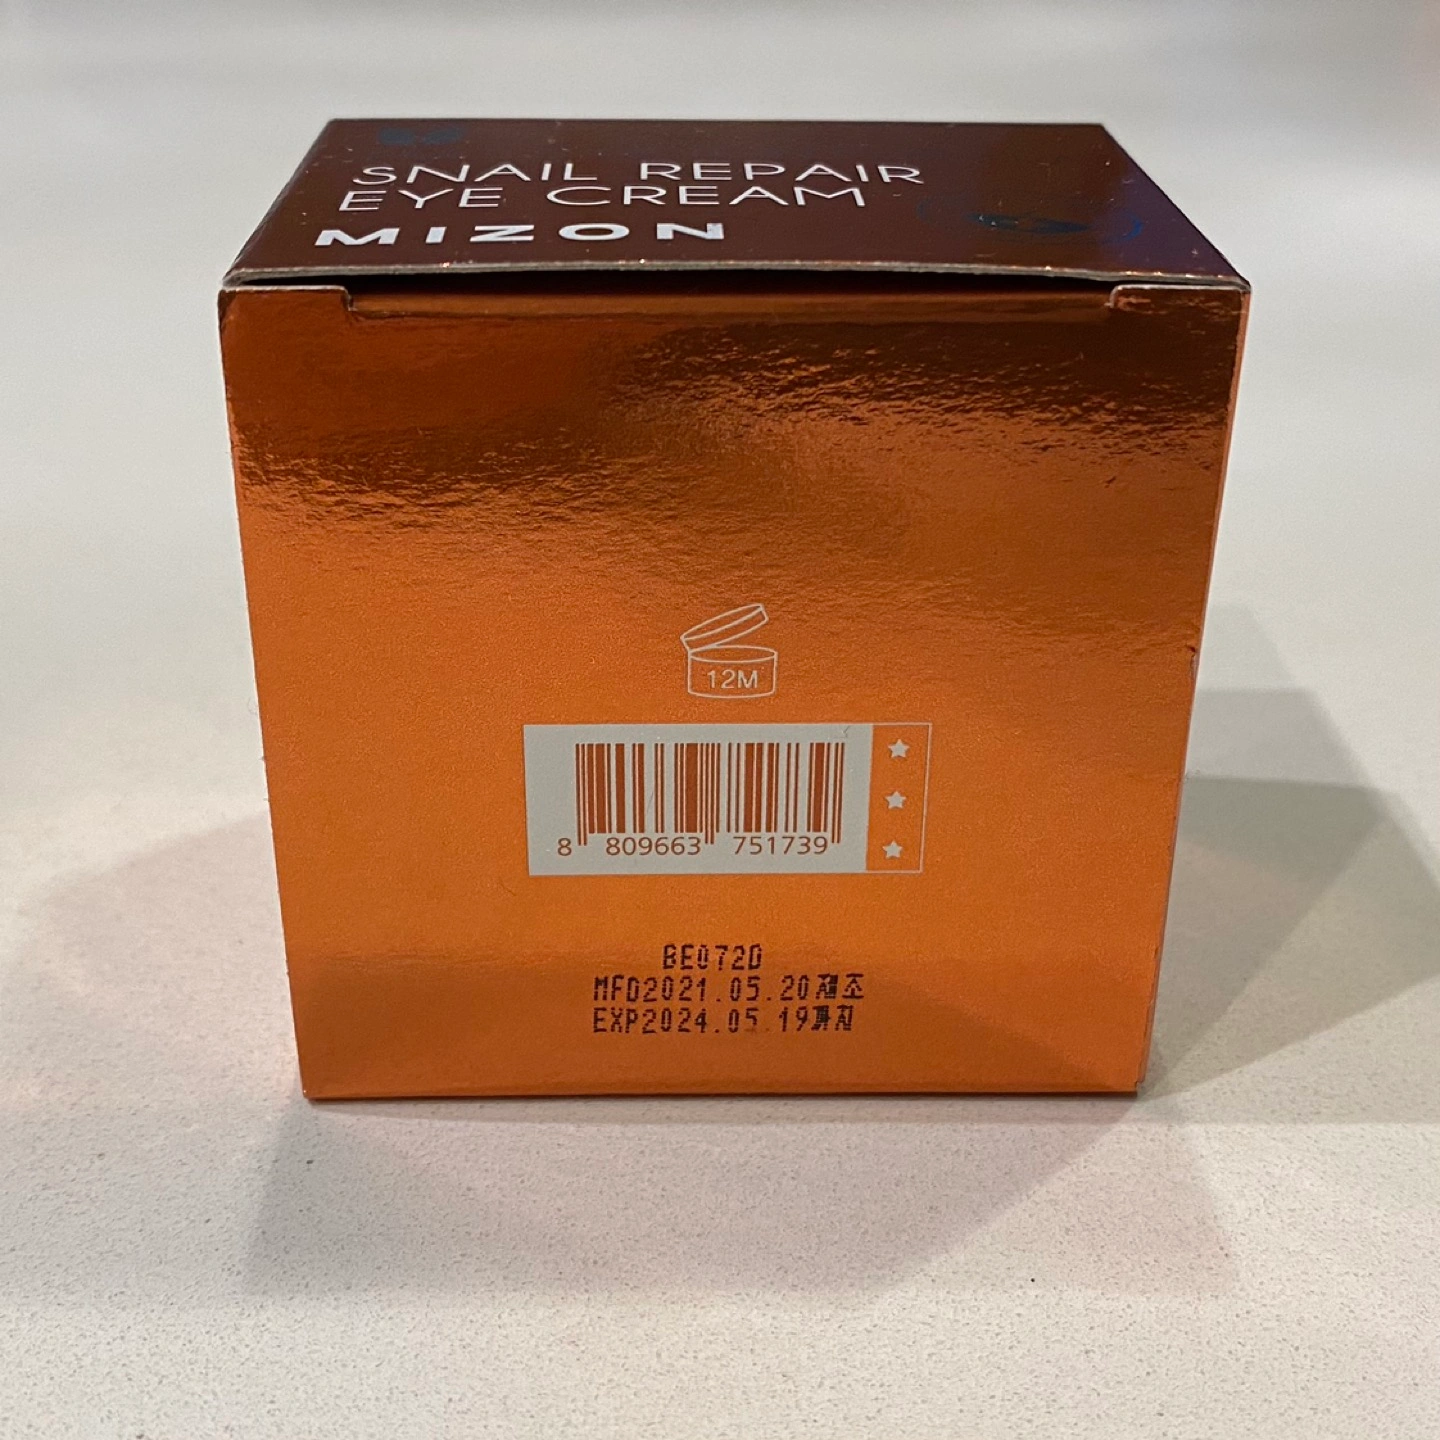 SNAIL REPAIR
EYE CREAM
MIZON
12M
8 809663 751739
BE072D
MFD2021.05.20제조
EXP2024.05.19까지